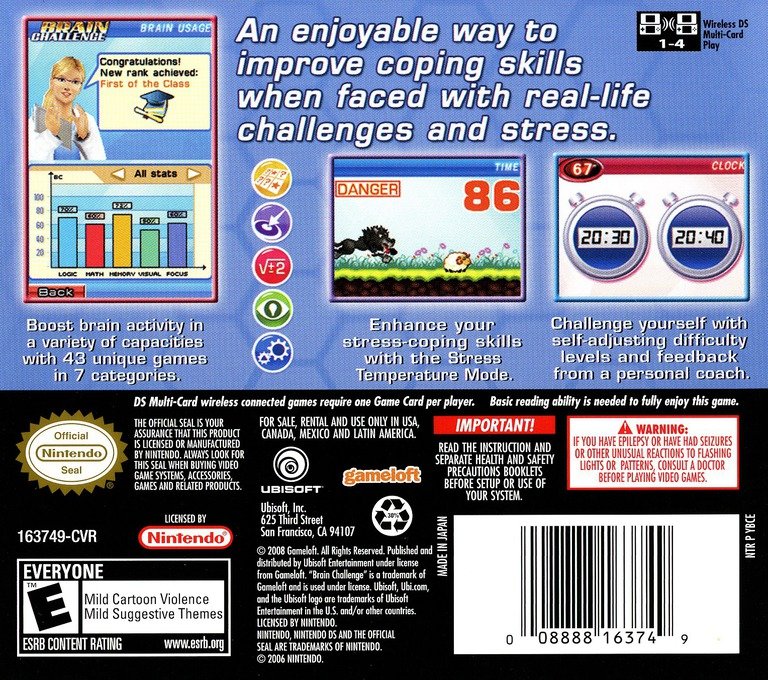 BRAIN CHALLENGE
BRAIN USAGE
Congratulations!
New rank achieved:
First of the Class
BC
All stats
100
80
60
40
20
70%
60%
60%
LOGIC MATH MEMORY VISUAL FOCUS
Back
Boost brain activity in
a variety of capacities
with 43 unique games
in 7 categories.
An enjoyable way to
improve coping skills
when faced with real-life
challenges and stress.
Wireless DS
Multi-Card
Play
1-4
√±2
TIME
DANGER
86
Enhance your
stress-coping skills
with the Stress
Temperature Mode.
67
CLOCK
20:30
20:40
Challenge yourself with
self-adjusting difficulty
levels and feedback
from a personal coach.
DS Multi-Card wireless connected games require one Game Card per player. Basic reading ability is needed to fully enjoy this game.
Official
Nintendo
Seal
THE OFFICIAL SEAL IS YOUR
ASSURANCE THAT THIS PRODUCT
IS LICENSED OR MANUFACTURED
BY NINTENDO. ALWAYS LOOK FOR
THIS SEAL WHEN BUYING VIDEO
GAME SYSTEMS, ACCESSORIES,
GAMES AND RELATED PRODUCTS.
163749-CVR
LICENSED BY
Nintendo®
EVERYONE
E
TM
Mild Cartoon Violence
Mild Suggestive Themes
ESRB CONTENT RATING www.esrb.org
FOR SALE, RENTAL AND USE ONLY IN USA,
CANADA, MEXICO AND LATIN AMERICA.
UBISOFT
gameloft
Ubisoft, Inc.
625 Third Street
San Francisco, CA 94107
30%
© 2008 Gameloft. All Rights Reserved. Published and
distributed by Ubisoft Entertainment under license
from Gameloft. "Brain Challenge" is a trademark of
Gameloft and is used under license. Ubisoft, Ubi.com,
and the Ubisoft logo are trademarks of Ubisoft
Entertainment in the U.S. and/or other countries.
LICENSED BY NINTENDO.
NINTENDO, NINTENDO DS AND THE OFFICIAL
SEAL ARE TRADEMARKS OF NINTENDO.
© 2006 NINTENDO.
IMPORTANT!
READ THE INSTRUCTION AND
SEPARATE HEALTH AND SAFETY
PRECAUTIONS BOOKLETS
BEFORE SETUP OR USE OF
YOUR SYSTEM.
WARNING:
IF YOU HAVE EPILEPSY OR HAVE HAD SEIZURES
OR OTHER UNUSUAL REACTIONS TO FLASHING
LIGHTS OR PATTERNS, CONSULT A DOCTOR
BEFORE PLAYING VIDEO GAMES.
MADE IN JAPAN
0 08888 16374 9
NTR P YBCE